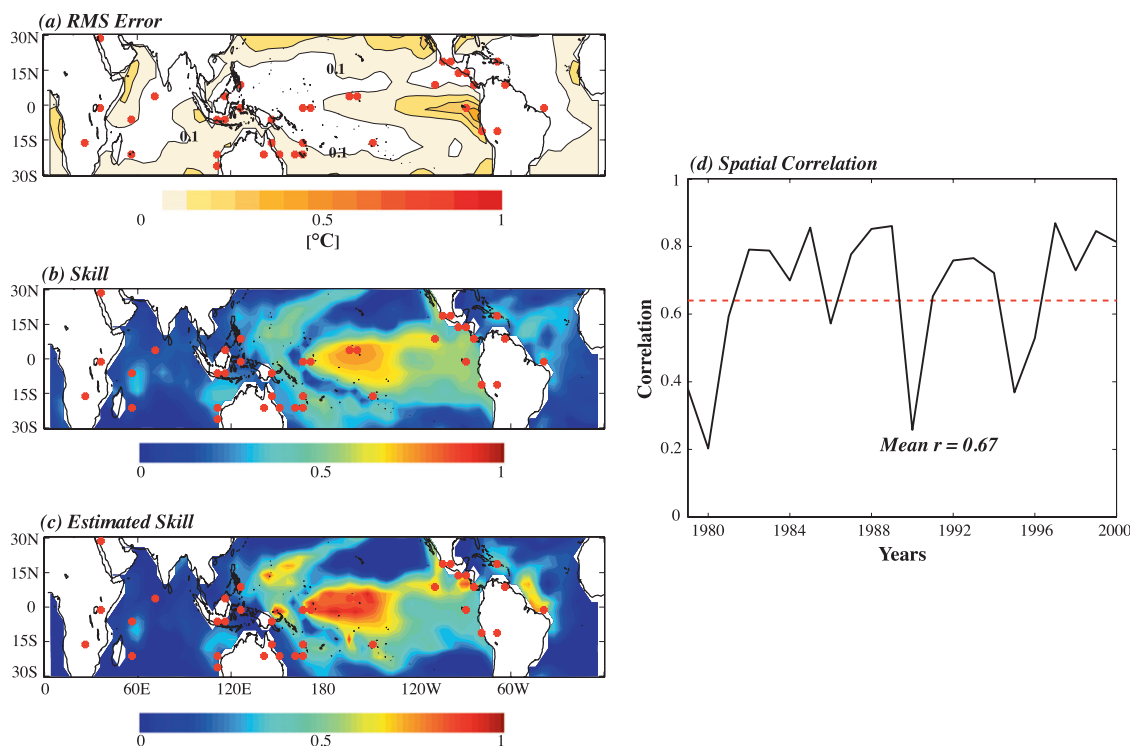 (a) RMS Error
30N
15N
0
15S
30S
0.1
0.1
0.1
0 0.5 1
[°C]
(b) Skill
30N
15N
0
15S
30S
0 0.5 1
(c) Estimated Skill
30N
15N
0
15S
30S
0 60E 120E 180 120W 60W
0 0.5 1
(d) Spatial Correlation
1
0.8
0.6
0.4
0.2
0
Correlation
Mean r = 0.67
1980 1984 1988 1992 1996 2000
Years